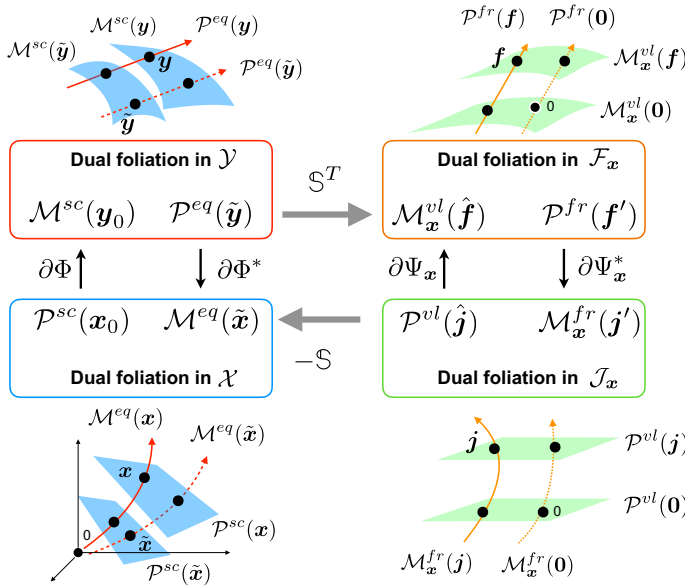 𝓜^{sc}(𝒚)
𝓟^{eq}(𝒚)
𝓜^{sc}(𝒚̃)
𝓟^{eq}(𝒚̃)
𝒚
𝒚̃
𝓟^{fr}(𝒇)
𝓟^{fr}(𝟎)
𝒇
𝓜^{vl}_𝒙(𝒇)
0
𝓜^{vl}_𝒙(𝟎)
Dual foliation in 𝒴
𝓜^{sc}(𝒚₀) 𝓟^{eq}(𝒚̃)
𝕊^T
Dual foliation in 𝓕_𝒙
𝓜^{vl}_𝒙(𝒇̂) 𝓟^{fr}(𝒇′)
∂Φ
∂Φ*
∂Ψ_𝒙
∂Ψ*_𝒙
𝓟^{sc}(𝒙₀) 𝓜^{eq}(𝒙̃)
Dual foliation in 𝒳
−𝕊
𝓟^{vl}(𝒋̂) 𝓜^{fr}_𝒙(𝒋′)
Dual foliation in 𝒥_𝒙
𝓜^{eq}(𝒙)
𝓜^{eq}(𝒙̃)
𝒙
𝒙̃
0
𝓟^{sc}(𝒙)
𝓟^{sc}(𝒙̃)
𝒋
𝓟^{vl}(𝒋)
0
𝓟^{vl}(𝟎)
𝓜^{fr}_𝒙(𝒋)
𝓜^{fr}_𝒙(𝟎)